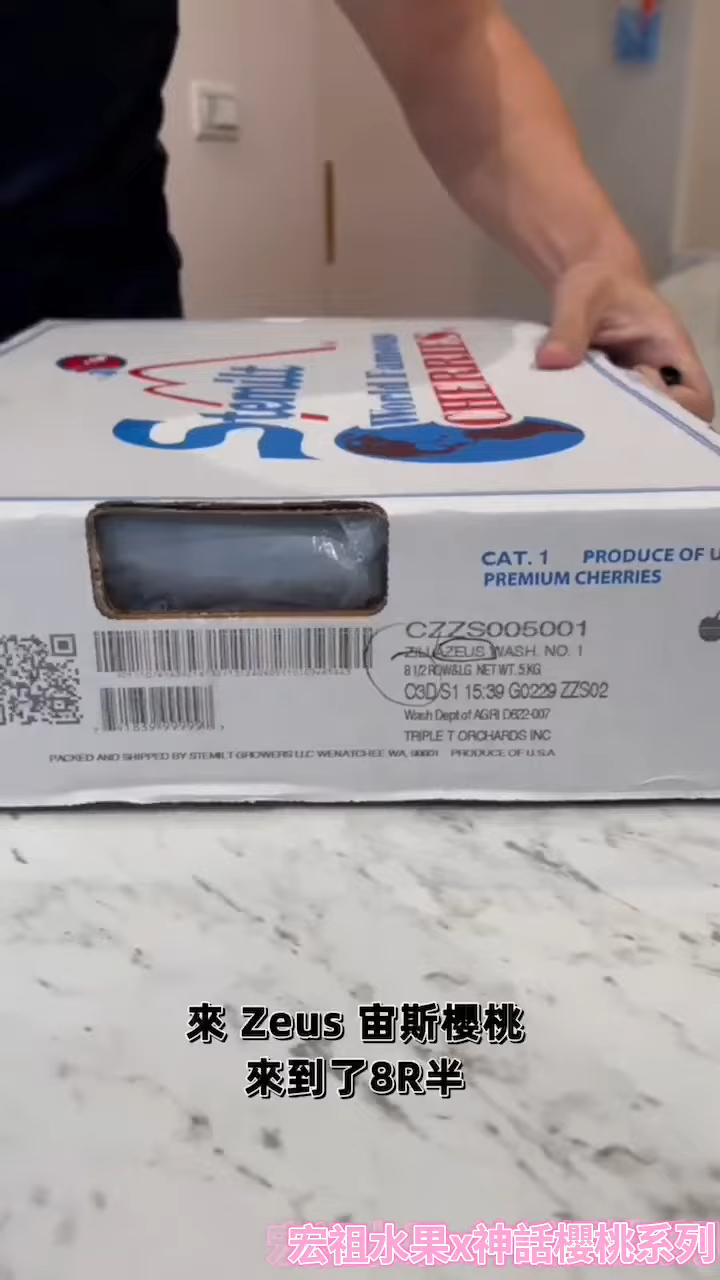 Stemilt
World Famous
CHERRIES
CAT. 1 PRODUCE OF U
PREMIUM CHERRIES
CZZS005001
ZEUS WASH. NO. 1
8 1/2 ROW&LG NET WT. 5KG
C3D/S1 15:39 G0229 ZZS02
Wash Dept of AGRI D622-007
TRIPLE T ORCHARDS INC
PACKED AND SHIPPED BY STEMILT GROWERS LLC WENATCHEE WA, 98801 PRODUCE OF U.S.A
來 Zeus 宙斯櫻桃
來到了8R半
宏祖水果x神話櫻桃系列